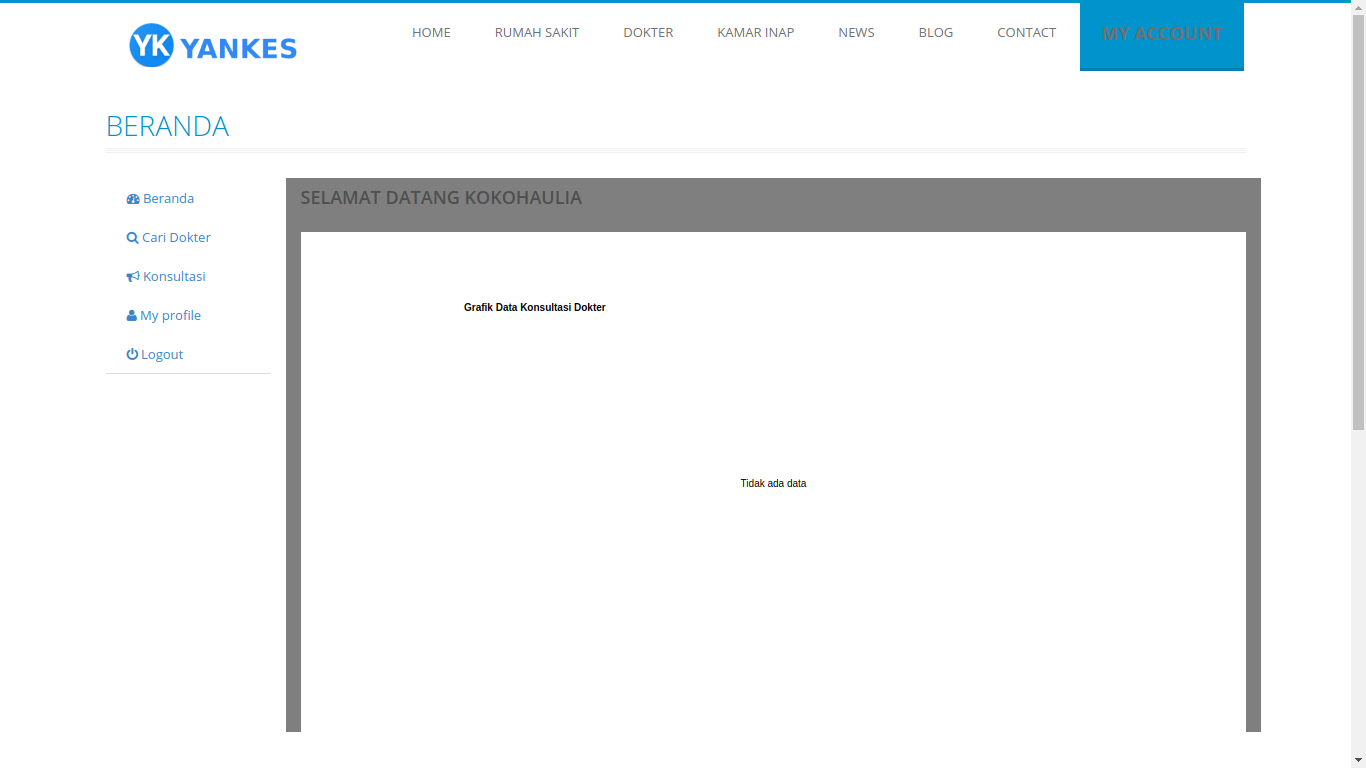 YK YANKES
HOME RUMAH SAKIT DOKTER KAMAR INAP NEWS BLOG CONTACT MY ACCOUNT
BERANDA
Beranda
Cari Dokter
Konsultasi
My profile
Logout
SELAMAT DATANG KOKOHAULIA
Grafik Data Konsultasi Dokter
Tidak ada data